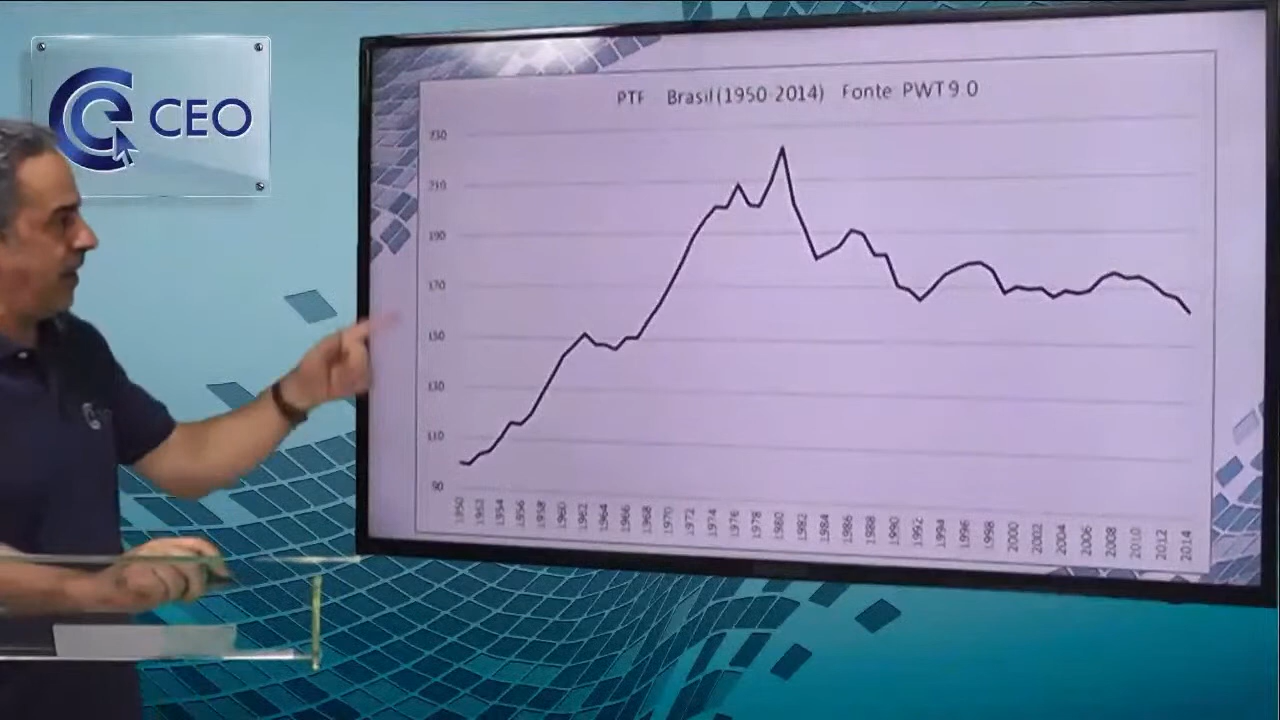 CEO
PTF Brasil (1950-2014) Fonte PWT 9.0
230
210
190
170
150
130
110
90
1950 1952 1954 1956 1958 1960 1962 1964 1966 1968 1970 1972 1974 1976 1978 1980 1982 1984 1986 1988 1990 1992 1994 1996 1998 2000 2002 2004 2006 2008 2010 2012 2014